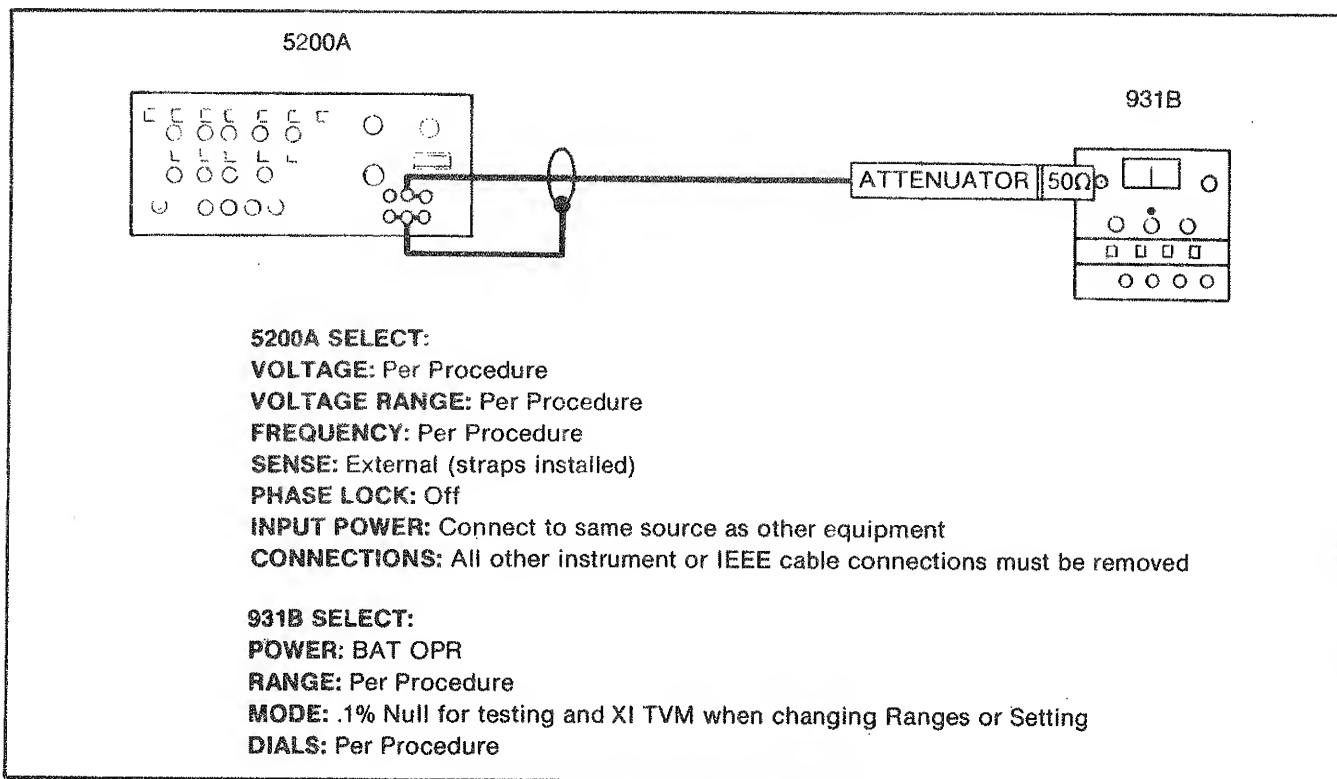 5200A
931B
ATTENUATOR 50Ω
5200A SELECT:
VOLTAGE: Per Procedure
VOLTAGE RANGE: Per Procedure
FREQUENCY: Per Procedure
SENSE: External (straps installed)
PHASE LOCK: Off
INPUT POWER: Connect to same source as other equipment
CONNECTIONS: All other instrument or IEEE cable connections must be removed
931B SELECT:
POWER: BAT OPR
RANGE: Per Procedure
MODE: .1% Null for testing and XI TVM when changing Ranges or Setting
DIALS: Per Procedure